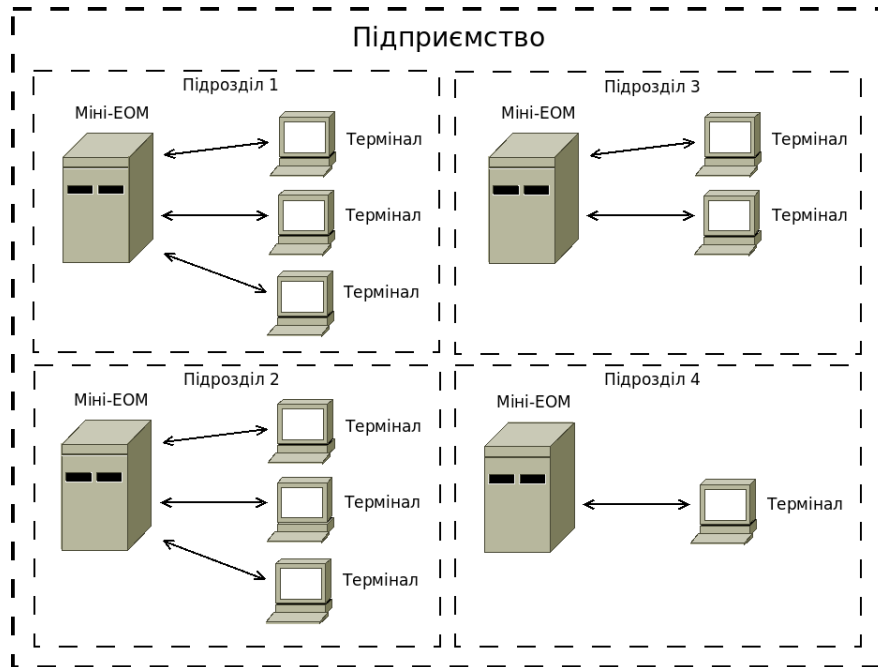 Підприємство
Підрозділ 1
Міні-ЕОМ
Термінал
Термінал
Термінал
Підрозділ 3
Міні-ЕОМ
Термінал
Термінал
Підрозділ 2
Міні-ЕОМ
Термінал
Термінал
Термінал
Підрозділ 4
Міні-ЕОМ
Термінал